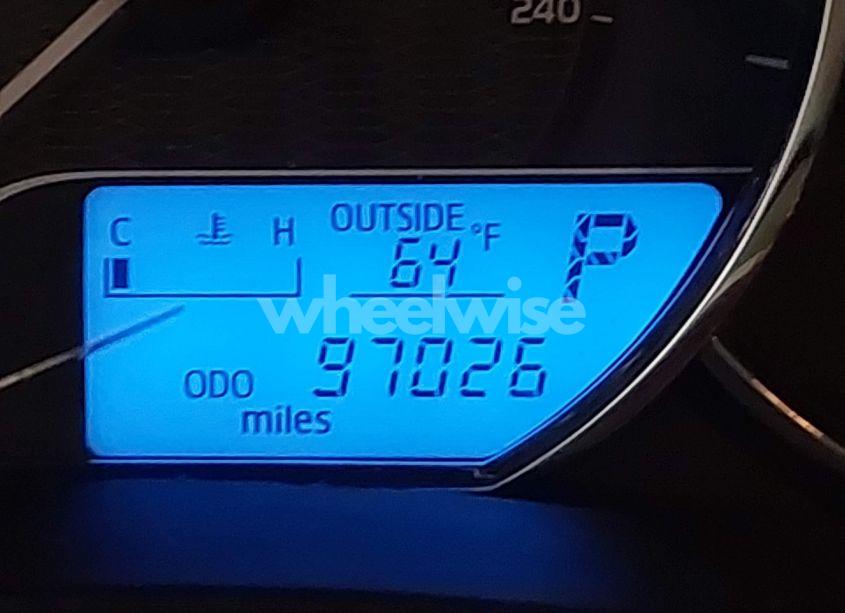 240
C H OUTSIDE °F P
64
wheelwise
ODO 97026
miles